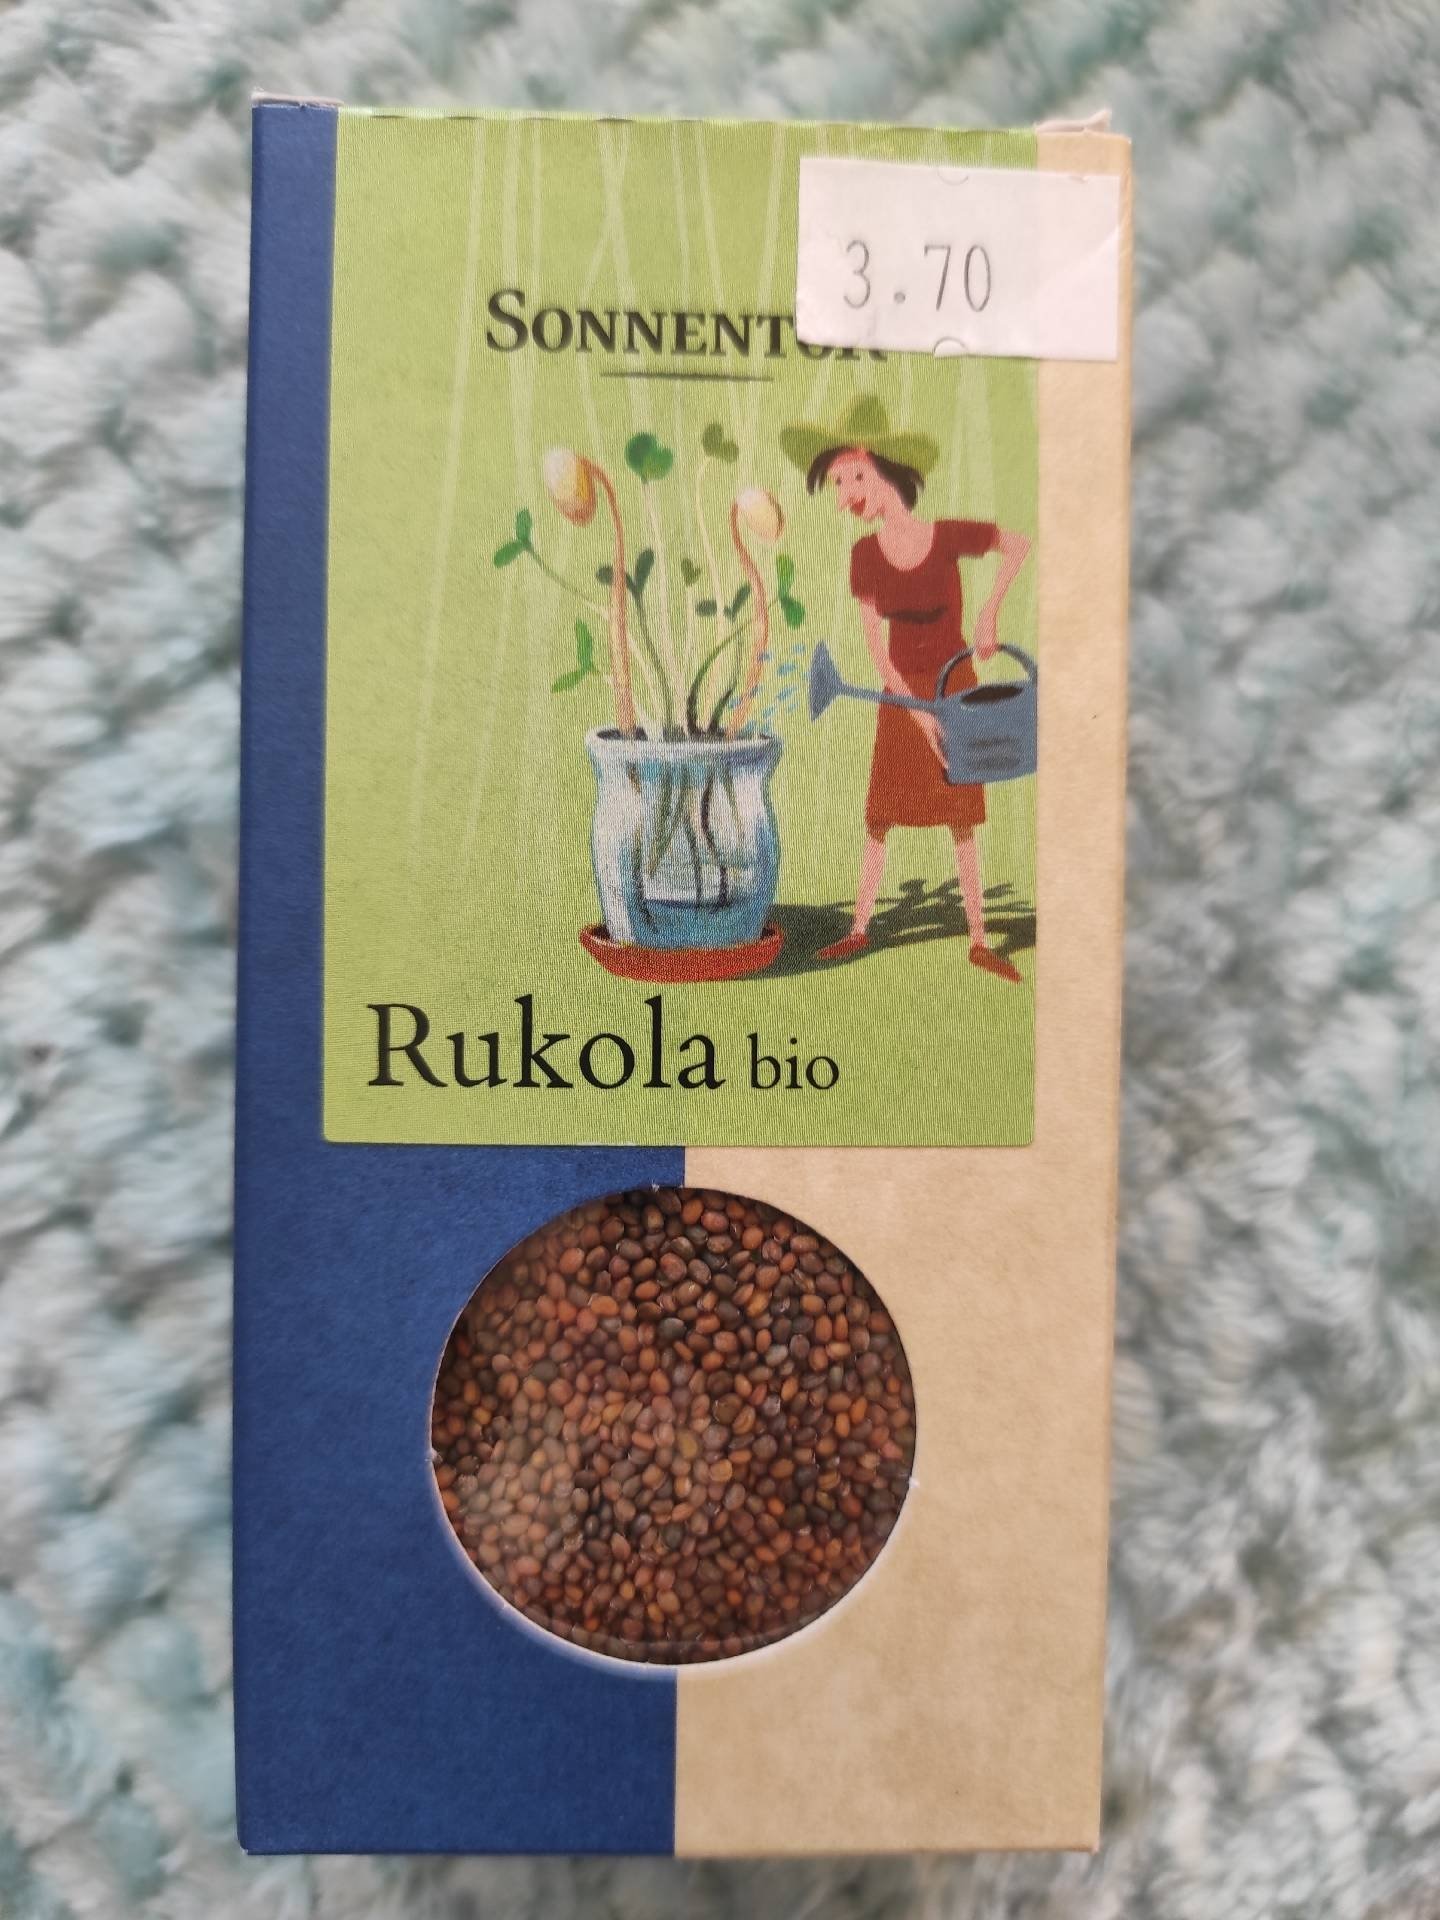 3.70
SONNENTOR
Rukola bio